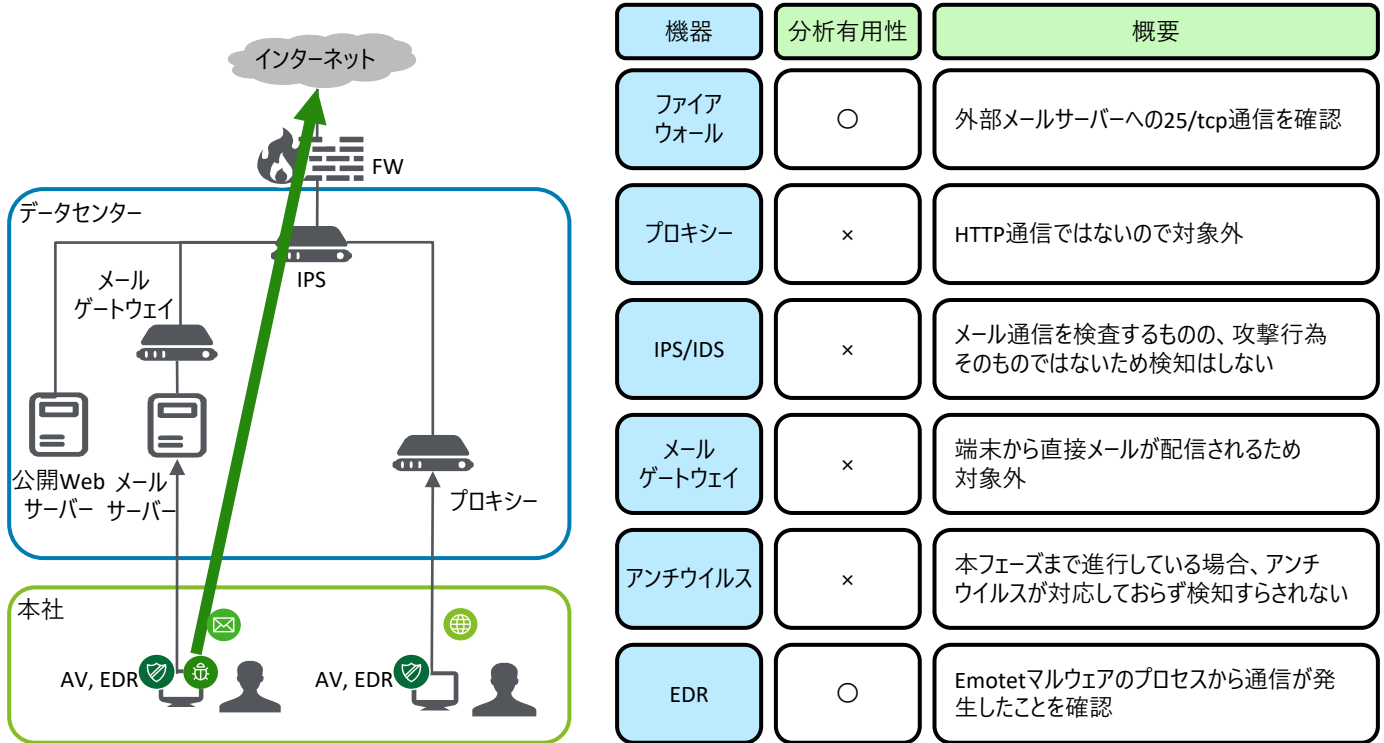 インターネット
FW
データセンター
IPS
メール
ゲートウェイ
公開Web
サーバー
メール
サーバー
プロキシー
本社
AV, EDR
AV, EDR
機器
分析有用性
概要
ファイア
ウォール
○
外部メールサーバーへの25/tcp通信を確認
プロキシー
×
HTTP通信ではないので対象外
IPS/IDS
×
メール通信を検査するものの、攻撃行為
そのものではないため検知はしない
メール
ゲートウェイ
×
端末から直接メールが配信されるため
対象外
アンチウイルス
×
本フェーズまで進行している場合、アンチ
ウイルスが対応しておらず検知すらされない
EDR
○
Emotetマルウェアのプロセスから通信が発
生したことを確認